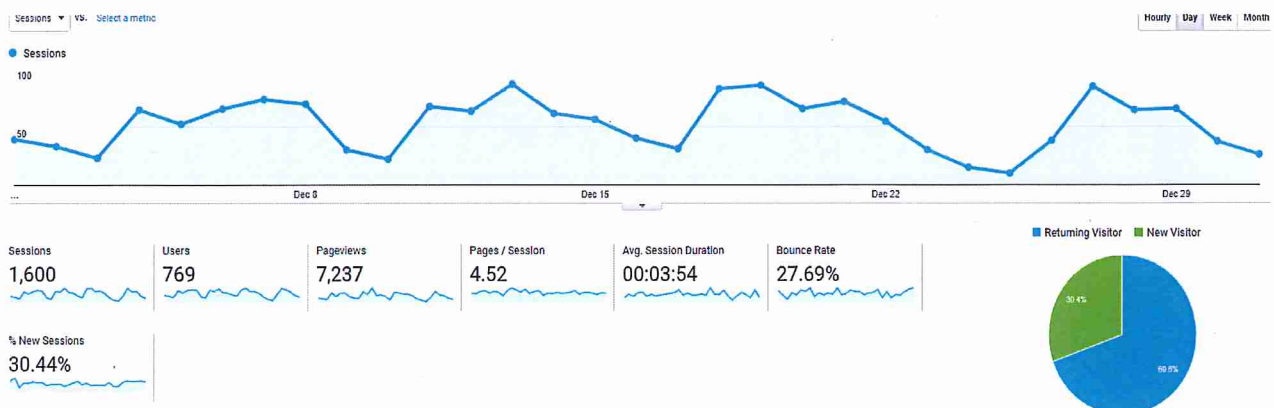 Sessions VS. Select a metric
Hourly Day Week Month
Sessions
100
50
... Dec 8 Dec 15 Dec 22 Dec 29
Returning Visitor New Visitor
Sessions Users Pageviews Pages / Session Avg. Session Duration Bounce Rate
1,600 769 7,237 4.52 00:03:54 27.69%
30.4%
69.6%
% New Sessions
30.44%